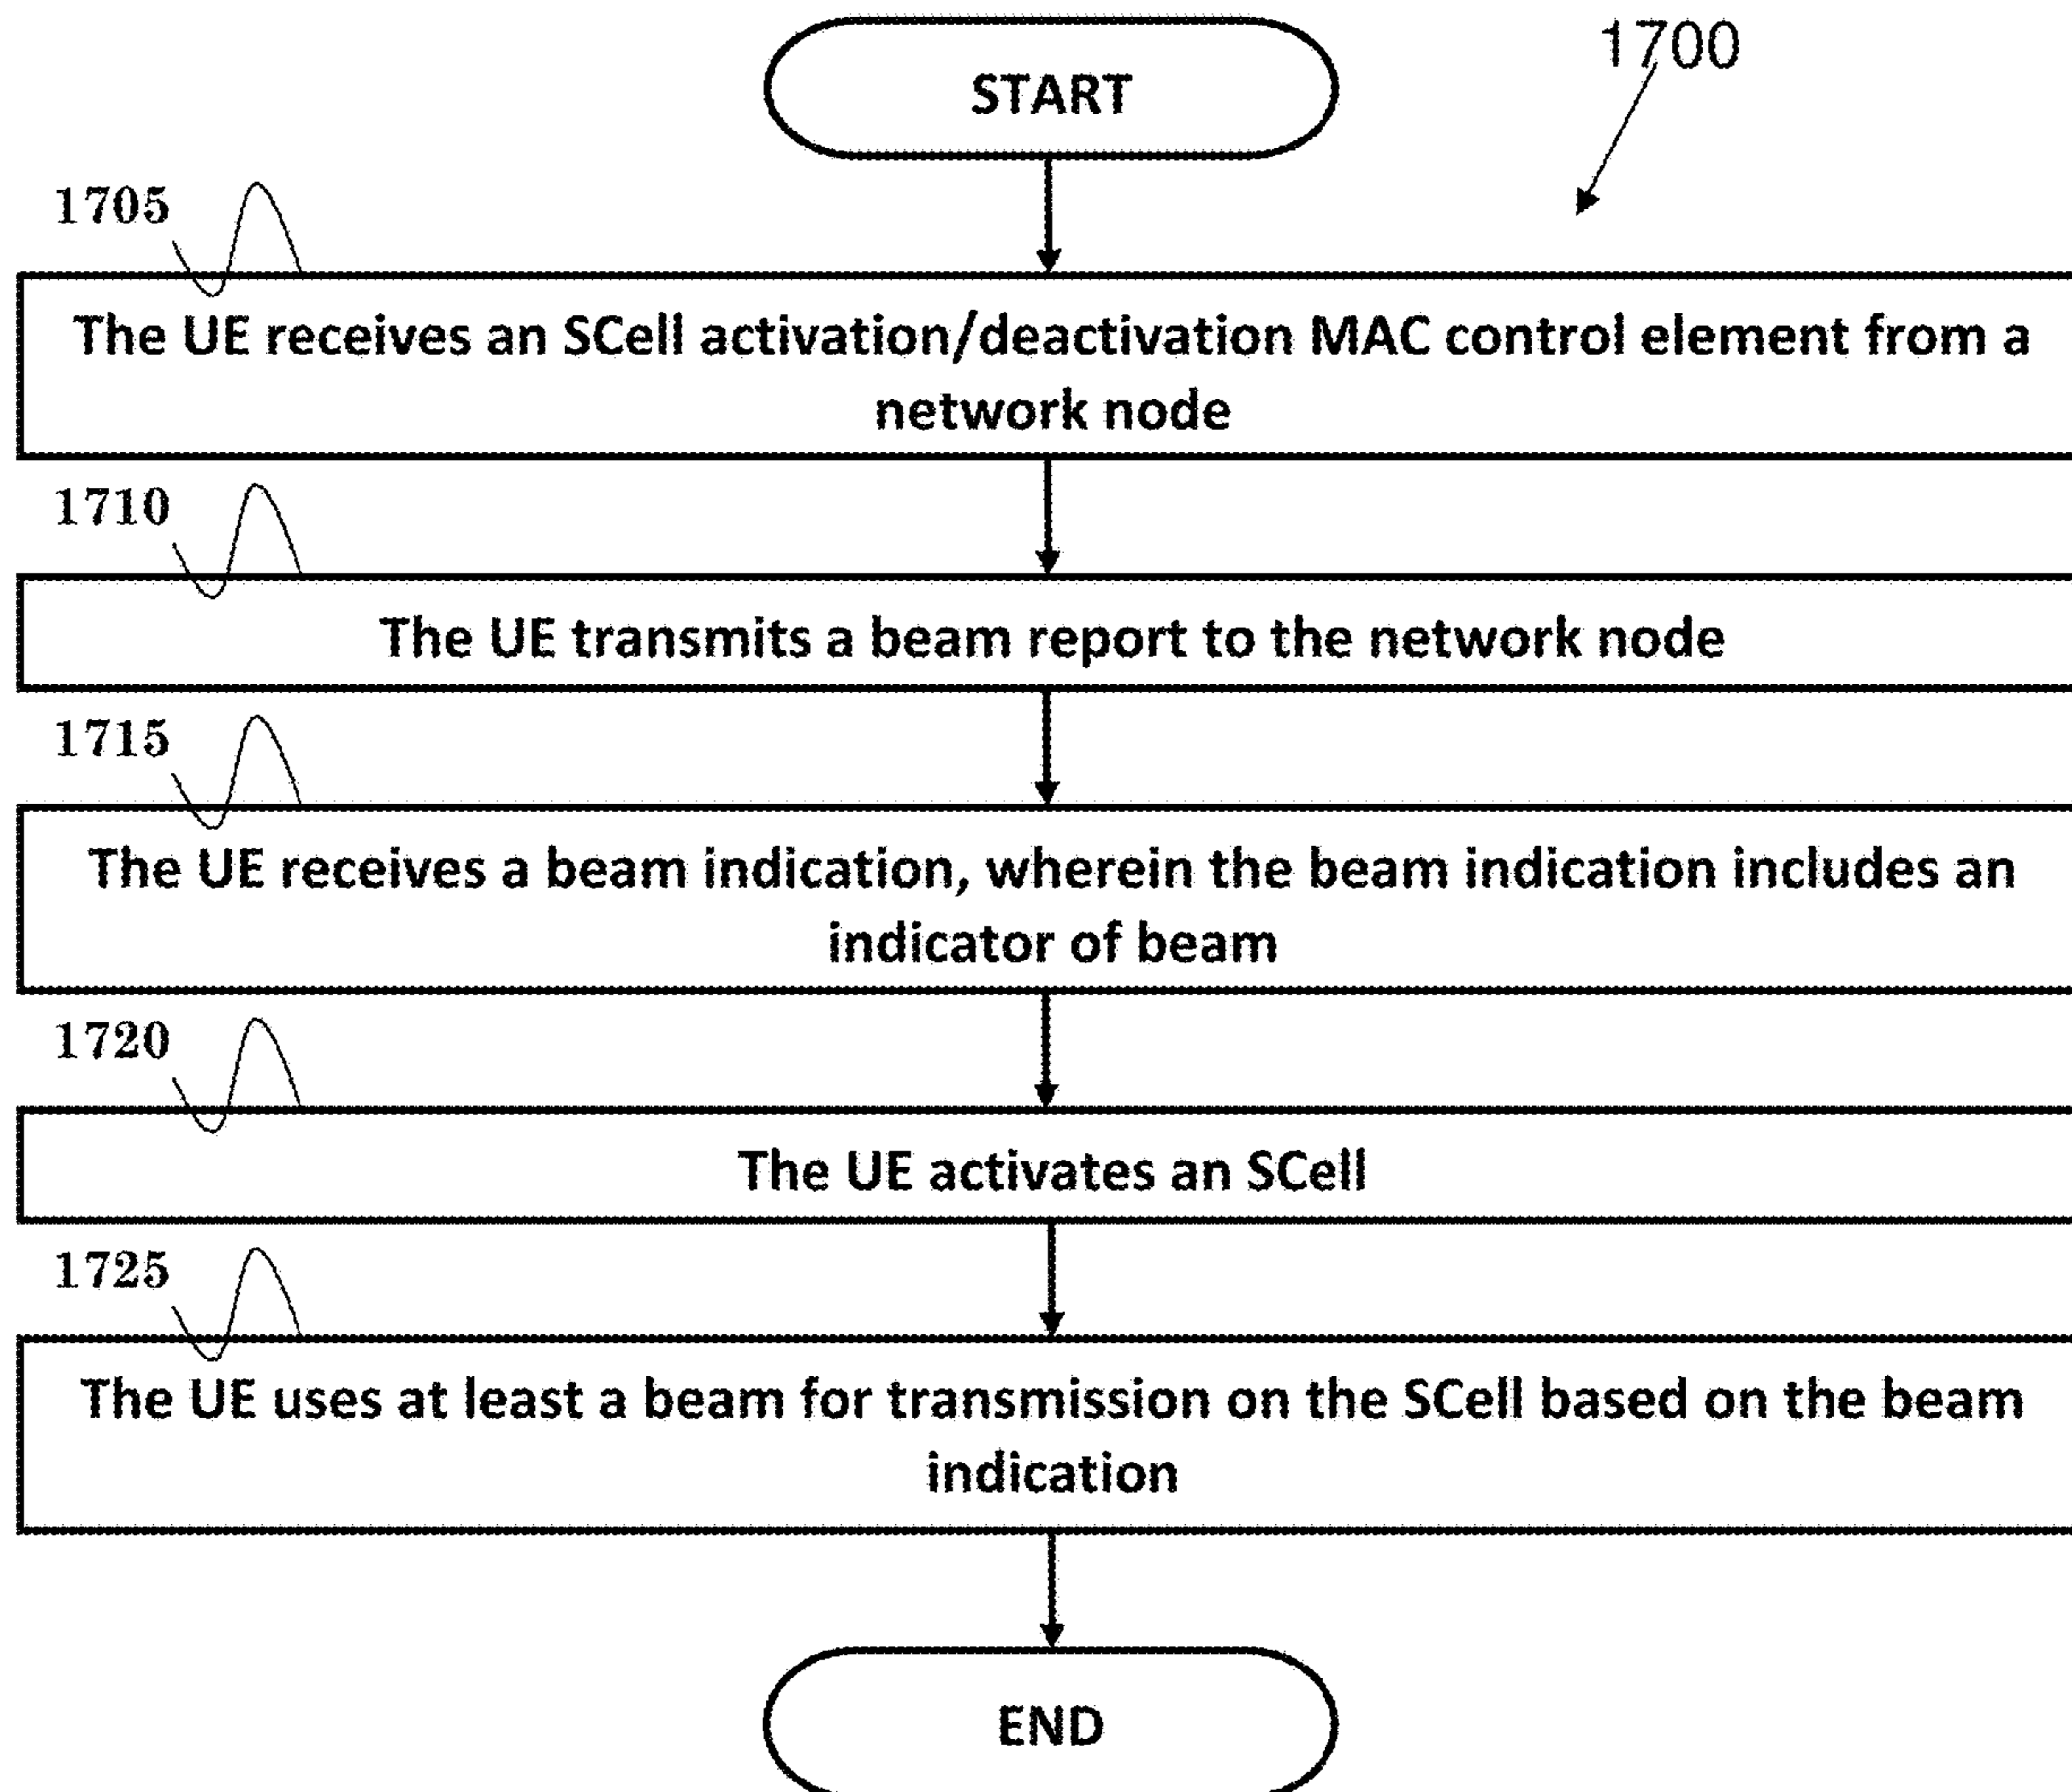 START
1700
1705
The UE receives an SCell activation/deactivation MAC control element from a
network node
1710
The UE transmits a beam report to the network node
1715
The UE receives a beam indication, wherein the beam indication includes an
indicator of beam
1720
The UE activates an SCell
1725
The UE uses at least a beam for transmission on the SCell based on the beam
indication
END